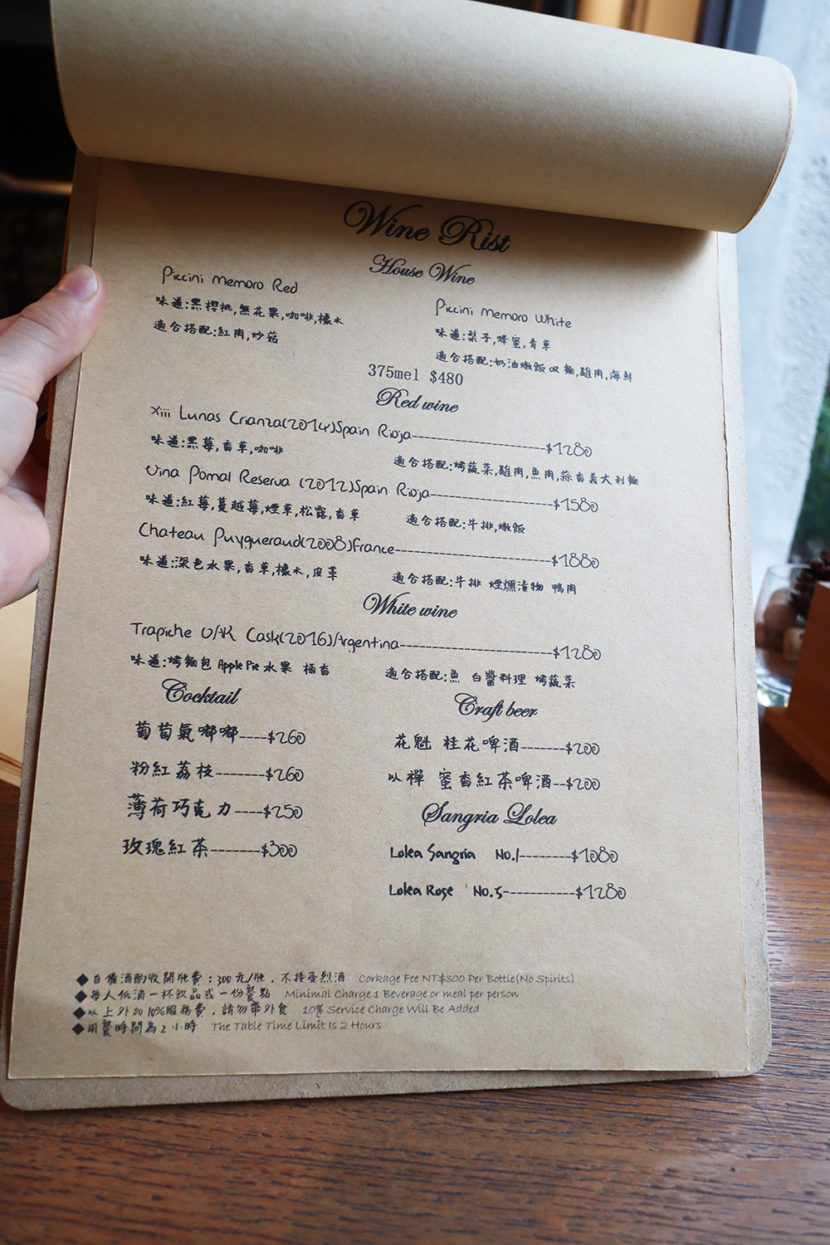 Wine Rist
House Wine
Piccini Memoro Red
味道:黑櫻桃,無花果,咖啡,橡木
適合搭配:紅肉,炒菇
Piccini Memoro White
味道:梨子,蜂蜜,青草
適合搭配:奶油燉飯or麵,雞肉,海鮮
375mel $480
Red wine
Xiii Lunas Crianza(2014)Spain Rioja--------------------$1280
味道:黑莓,香草,咖啡
適合搭配:烤蔬菜,雞肉,魚肉,蒜香義大利麵
Vina Pomal Reserva (2012)Spain Rioja------------------$1580
味道:紅莓,蔓越莓,煙草,松露,香草
適合搭配:牛排,燉飯
Chateau Puygueraud(2008)France-----------------------$1880
味道:深色水果,香草,橡木,皮革
適合搭配:牛排 煙燻漬物 鴨肉
White wine
Trapiche OAK Cask(2016)Argentina----------------------$1280
味道:烤麵包 Apple Pie 水果 橘香
適合搭配:魚 白醬料理 烤蔬菜
Cocktail
葡萄氣嘟嘟----$260
粉紅荔枝-------$260
薄荷巧克力----$250
玫瑰紅茶-------$300
Craft beer
花魁 桂花啤酒-------$200
以禪 蜜香紅茶啤酒--$200
Sangria Lolea
Lolea Sangria No.1--------$1080
Lolea Rose No.5-----------$1280
◆自備酒酌收開瓶費:300元/瓶,不接受烈酒 Corkage Fee NT$300 Per Bottle(No Spirits)
◆每人低消一杯飲品或一份餐點 Minimal Charge 1 Beverage or meal per person
◆以上外加10%服務費,請勿帶外食 10% Service Charge Will Be Added
◆用餐時間為2小時 The Table Time Limit Is 2 Hours